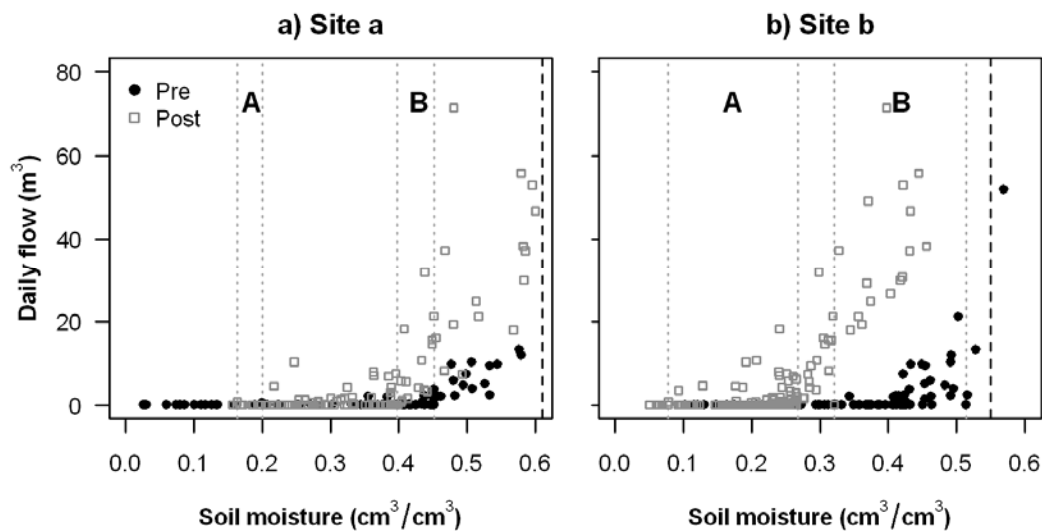 a) Site a
b) Site b
Daily flow (m³)
80
60
40
20
0
Pre
Post
A
B
A
B
0.0 0.1 0.2 0.3 0.4 0.5 0.6
0.0 0.1 0.2 0.3 0.4 0.5 0.6
Soil moisture (cm³/cm³)
Soil moisture (cm³/cm³)